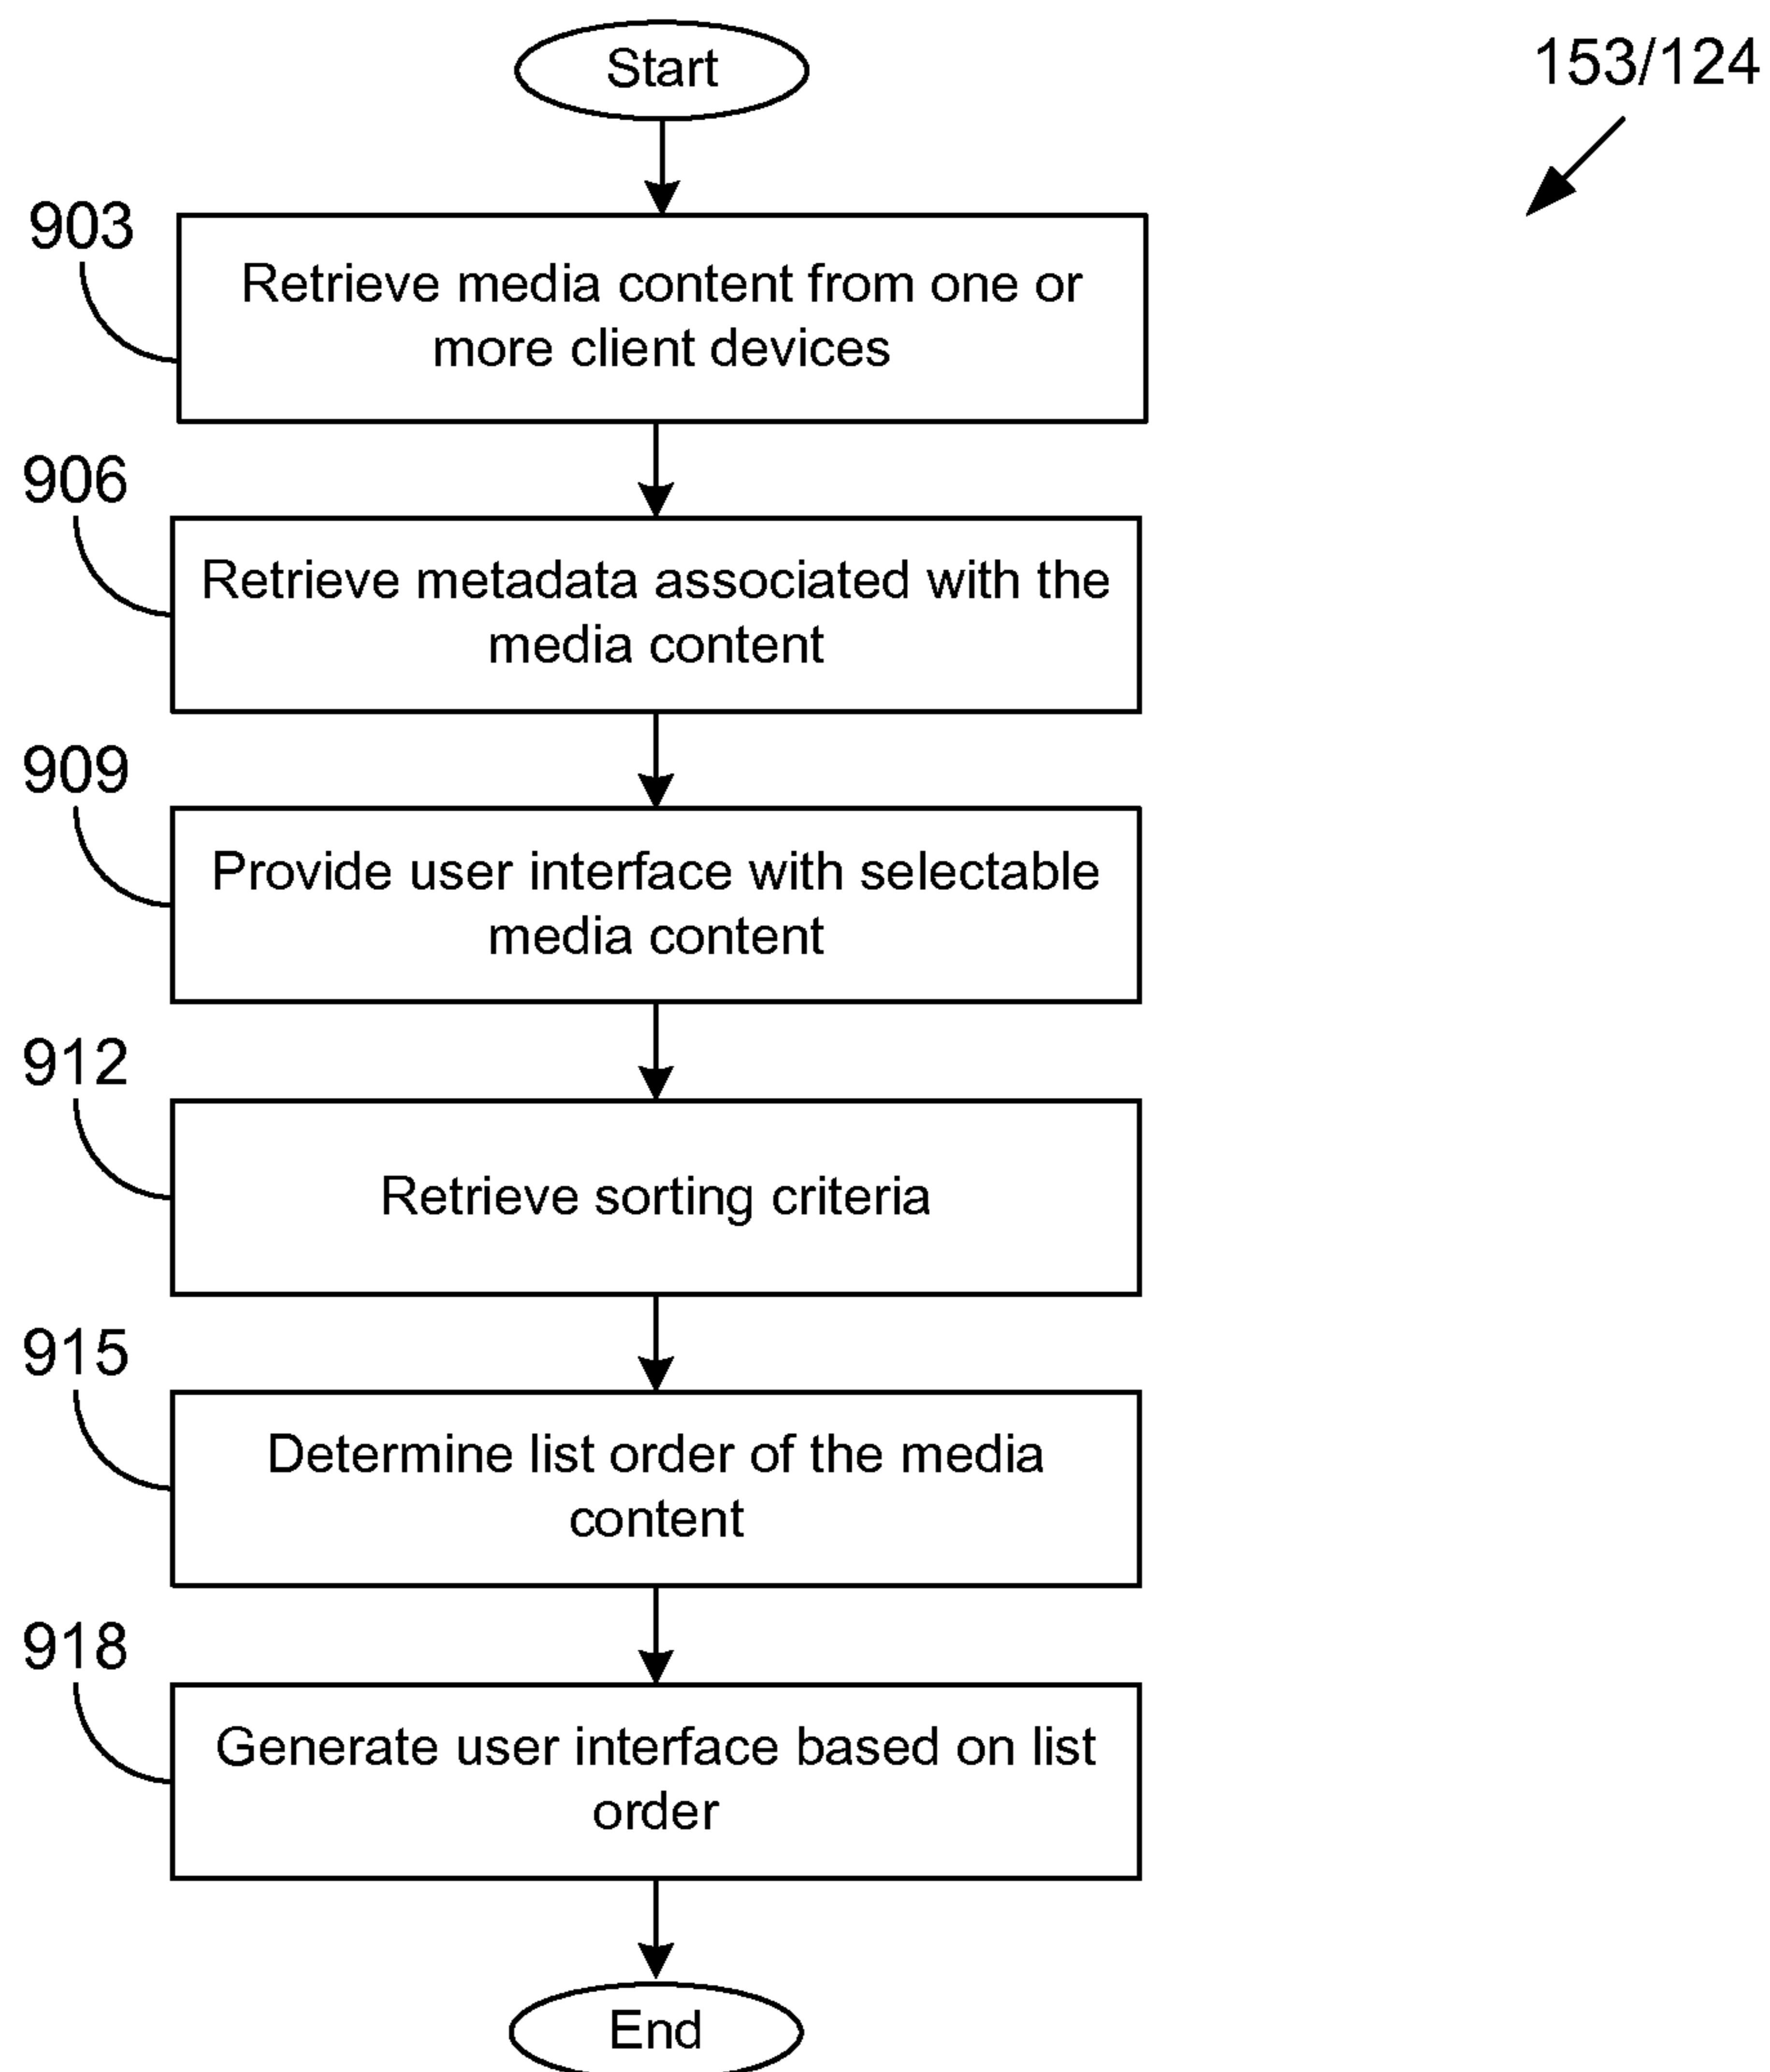 Start
153/124
903
Retrieve media content from one or
more client devices
906
Retrieve metadata associated with the
media content
909
Provide user interface with selectable
media content
912
Retrieve sorting criteria
915
Determine list order of the media
content
918
Generate user interface based on list
order
End